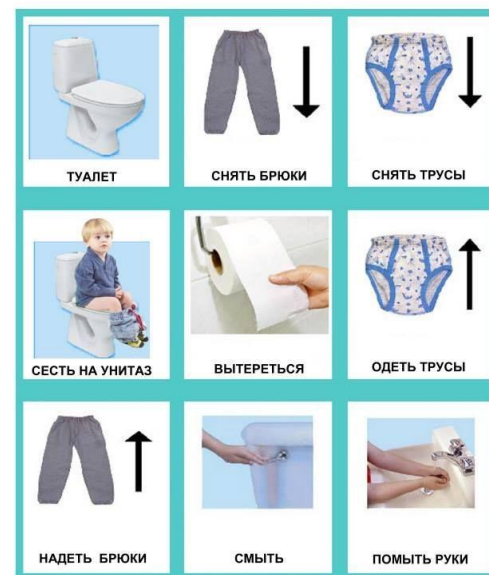 ТУАЛЕТ
СНЯТЬ БРЮКИ
СНЯТЬ ТРУСЫ
СЕСТЬ НА УНИТАЗ
ВЫТЕРЕТЬСЯ
ОДЕТЬ ТРУСЫ
НАДЕТЬ БРЮКИ
СМЫТЬ
ПОМЫТЬ РУКИ